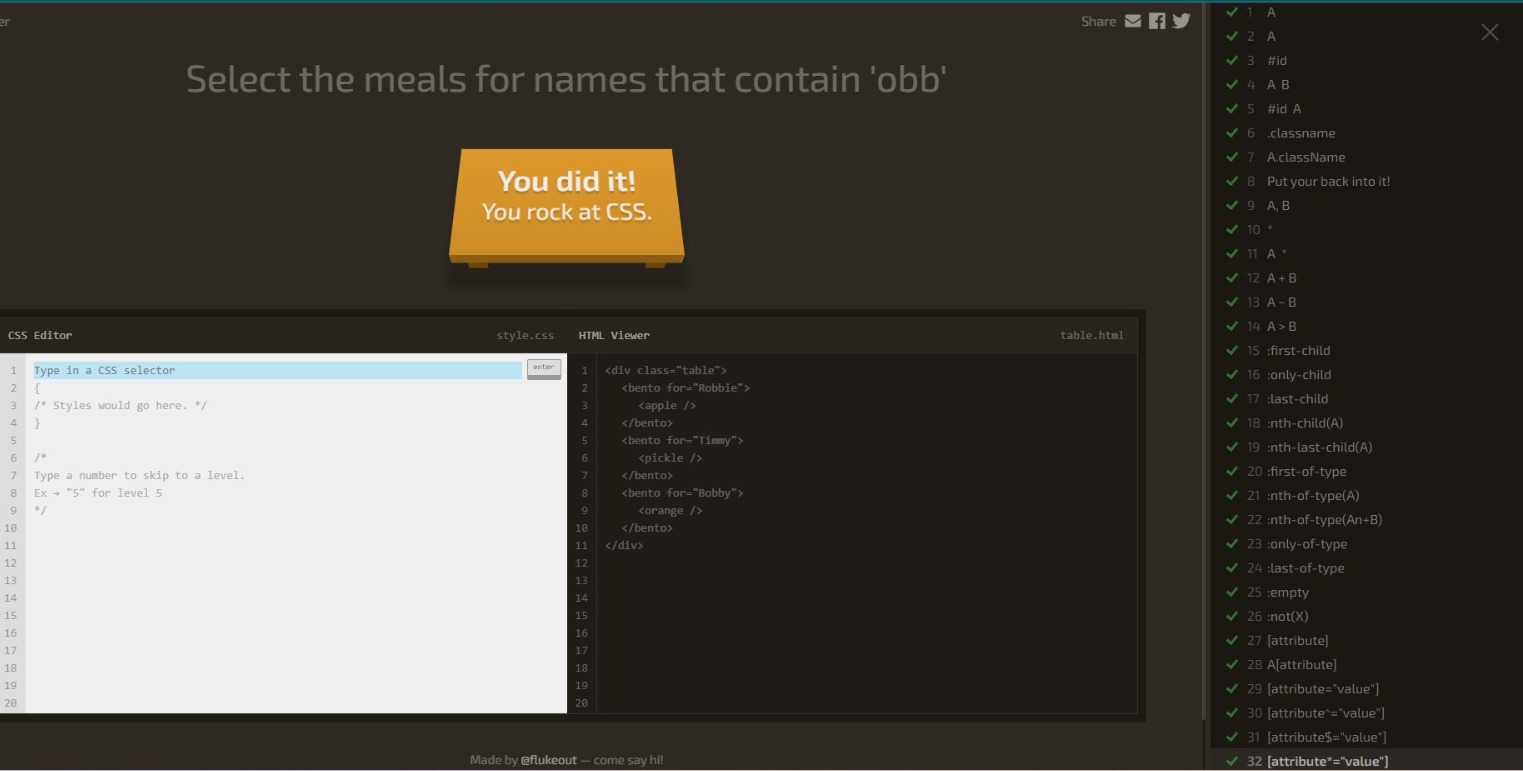 er
Share
Select the meals for names that contain 'obb'
You did it!
You rock at CSS.
CSS Editor
style.css
1 Type in a CSS selector
enter
2 {
3 /* Styles would go here. */
4 }
5
6 /*
7 Type a number to skip to a level.
8 Ex → "5" for level 5
9 */
10
11
12
13
14
15
16
17
18
19
20
HTML Viewer
table.html
1 <div class="table">
2 <bento for="Robbie">
3 <apple />
4 </bento>
5 <bento for="Timmy">
6 <pickle />
7 </bento>
8 <bento for="Bobby">
9 <orange />
10 </bento>
11 </div>
12
13
14
15
16
17
18
19
20
Made by @flukeout — come say hi!
1 A
2 A
3 #id
4 A B
5 #id A
6 .classname
7 A.className
8 Put your back into it!
9 A, B
10 *
11 A *
12 A + B
13 A ~ B
14 A > B
15 :first-child
16 :only-child
17 :last-child
18 :nth-child(A)
19 :nth-last-child(A)
20 :first-of-type
21 :nth-of-type(A)
22 :nth-of-type(An+B)
23 :only-of-type
24 :last-of-type
25 :empty
26 :not(X)
27 [attribute]
28 A[attribute]
29 [attribute="value"]
30 [attribute^="value"]
31 [attribute$="value"]
32 [attribute*="value"]